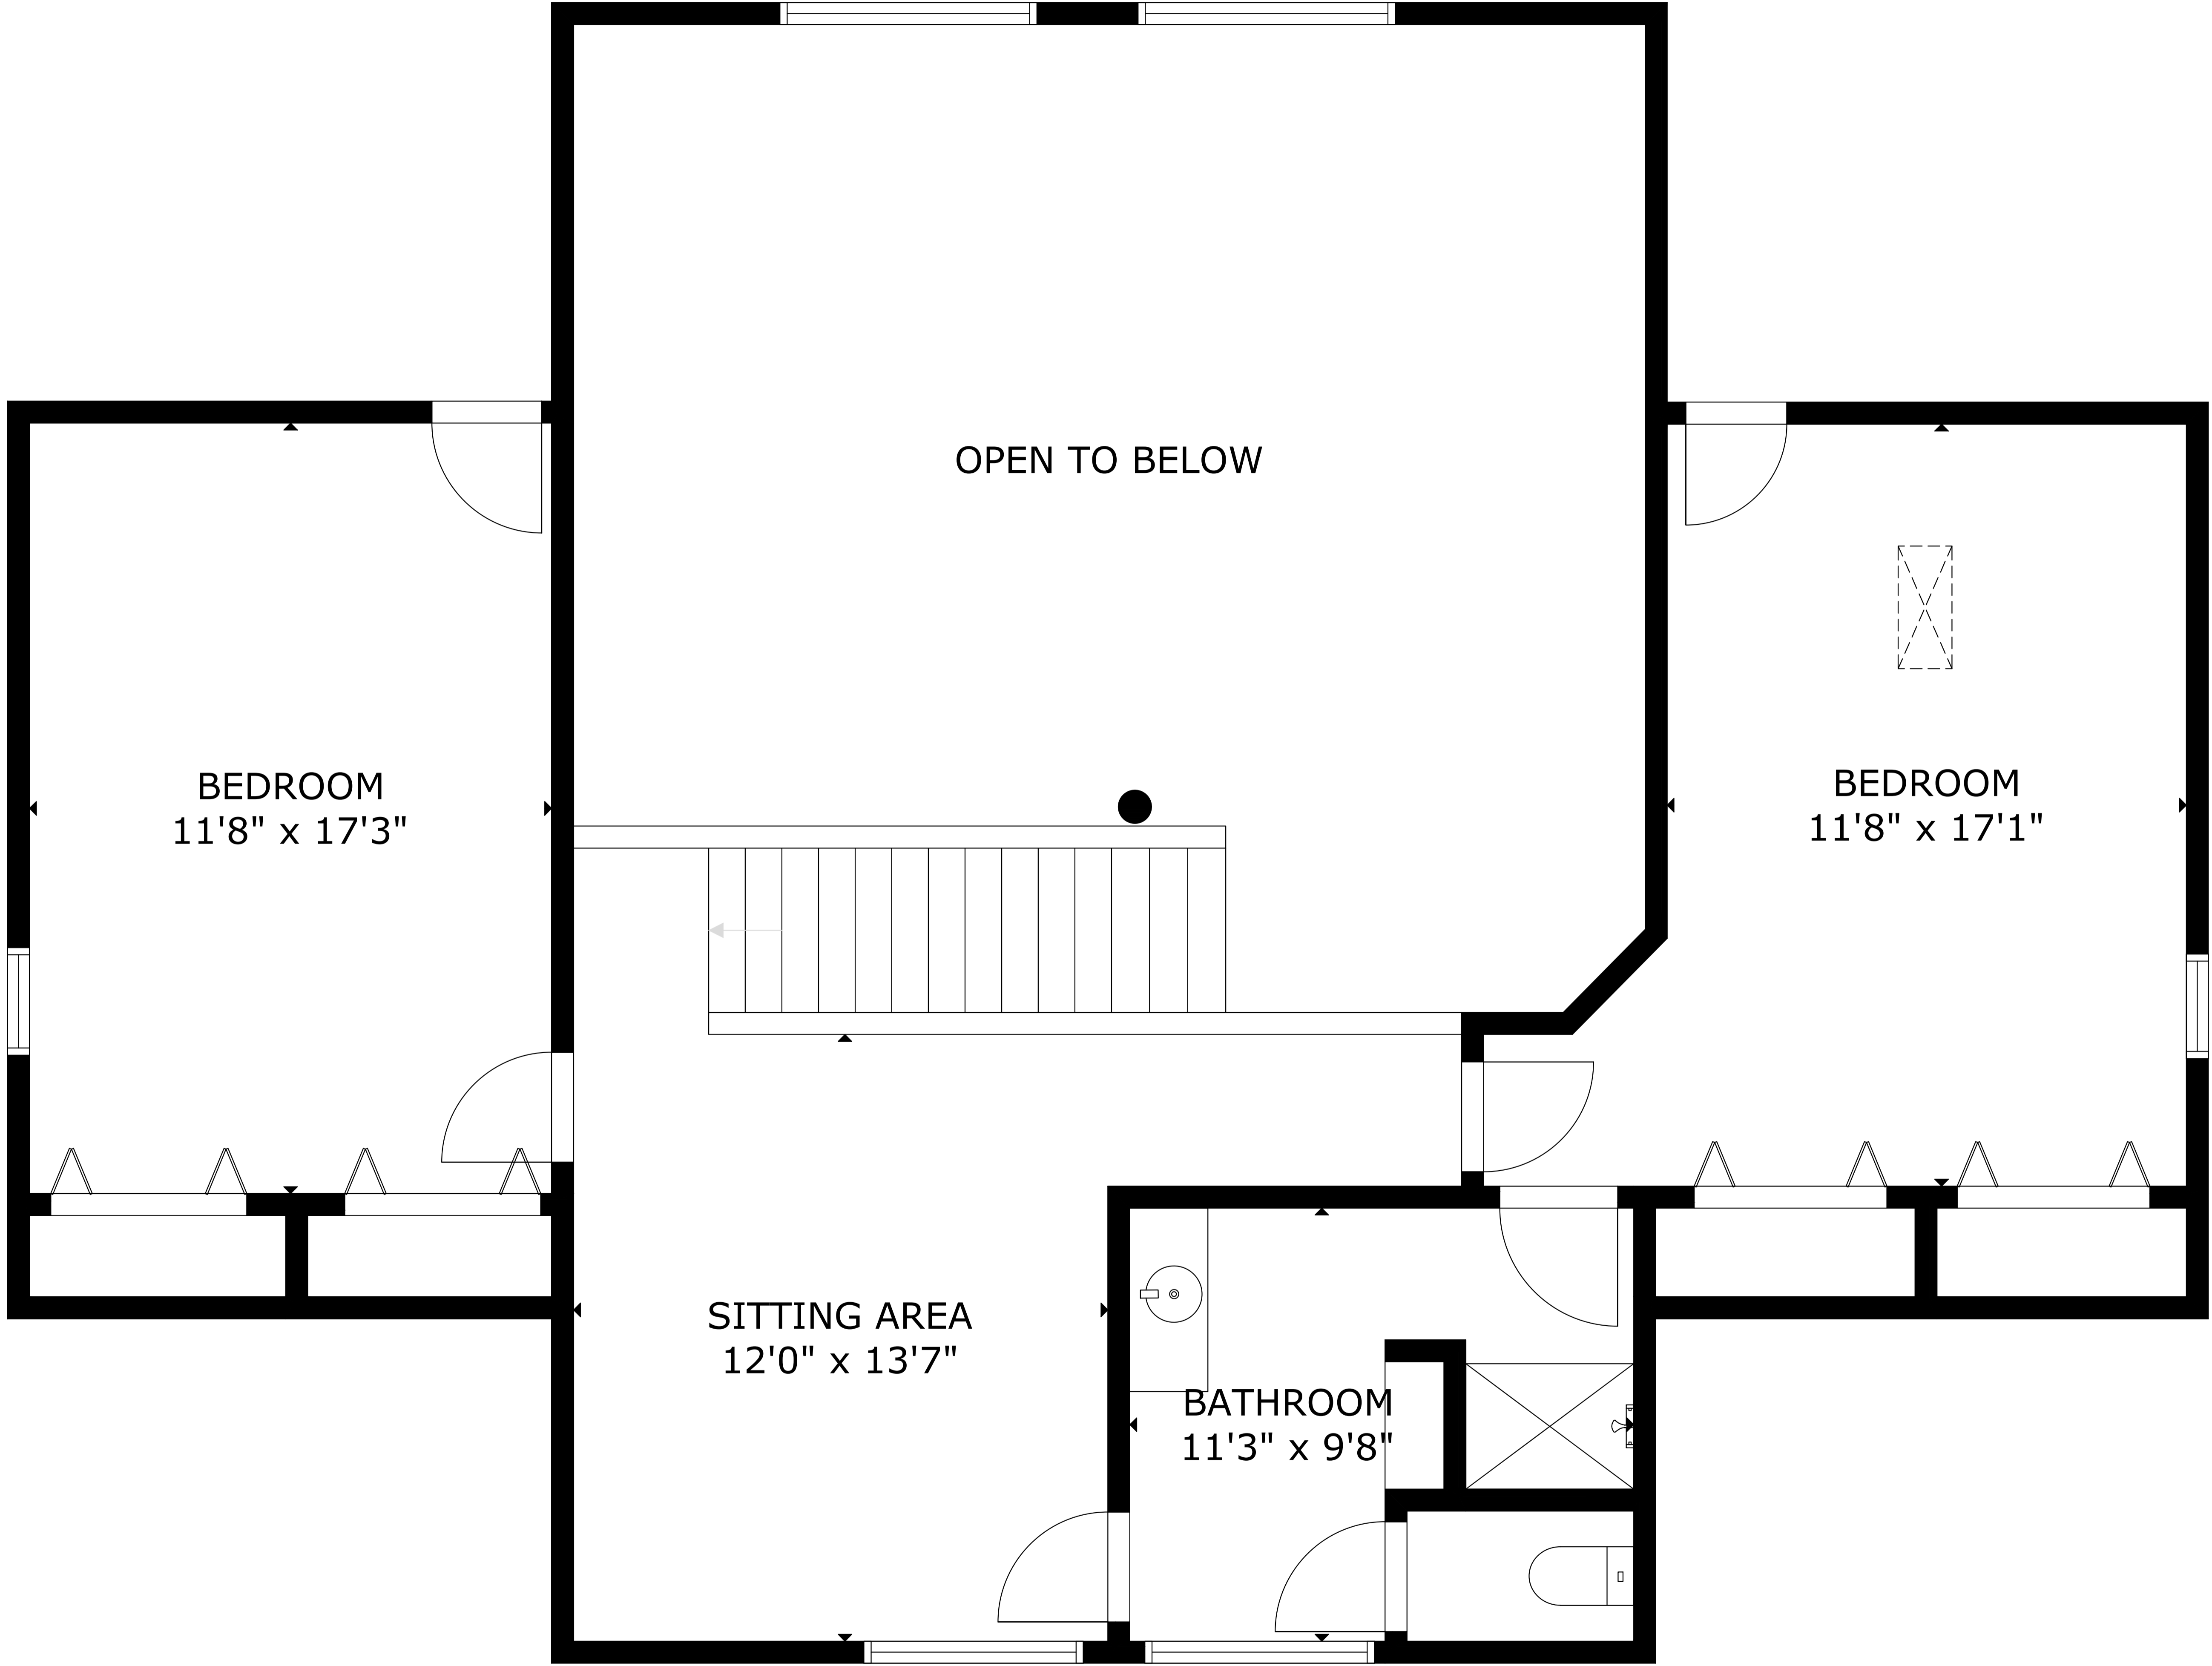 OPEN TO BELOW
BEDROOM
11'8" x 17'3"
BEDROOM
11'8" x 17'1"
SITTING AREA
12'0" x 13'7"
BATHROOM
11'3" x 9'8"